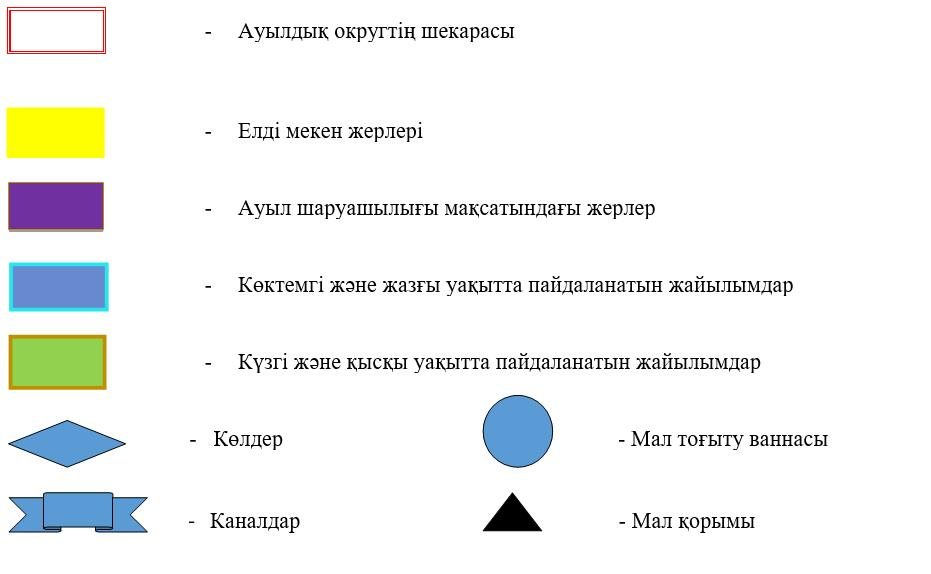 - Ауылдық округтің шекарасы
- Елді мекен жерлері
- Ауыл шаруашылығы мақсатындағы жерлер
- Көктемгі және жазғы уақытта пайдаланатын жайылымдар
- Күзгі және қысқы уақытта пайдаланатын жайылымдар
- Көлдер
- Мал тоғыту ваннасы
- Каналдар
- Мал қорымы